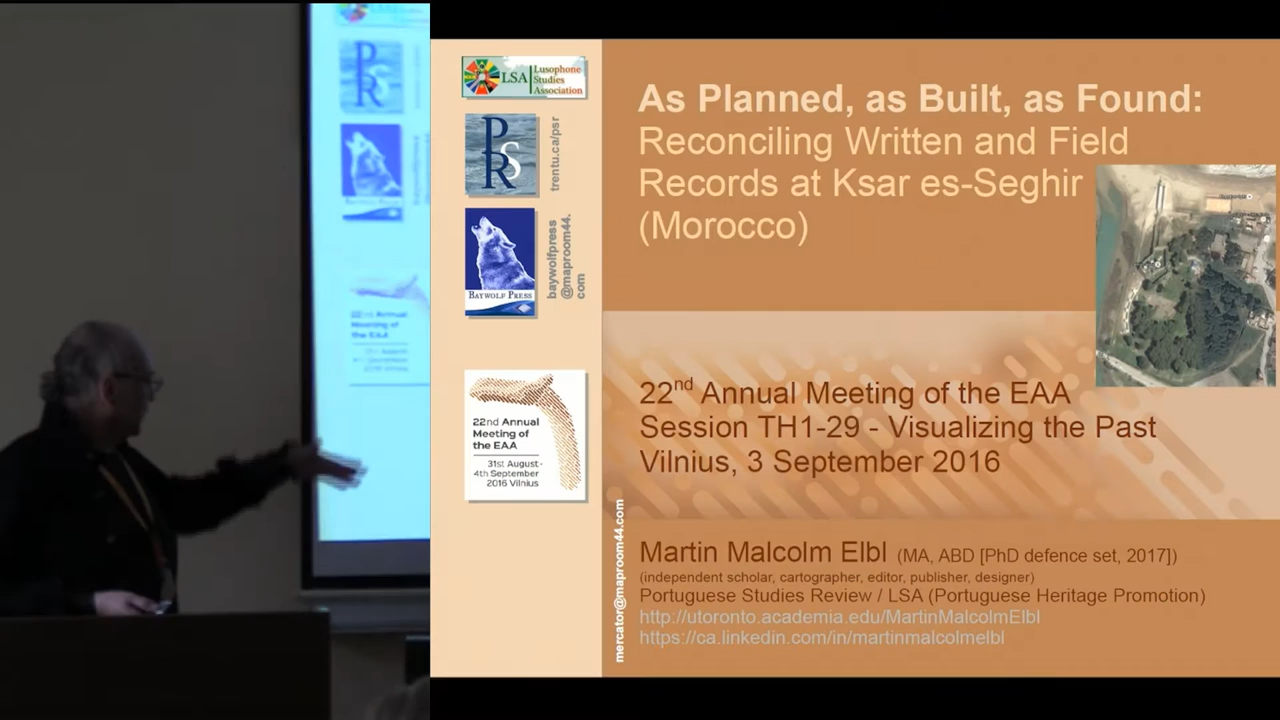 LSA
Lusophone
Studies
Association
PSR
trentu.ca/psr
BAYWOLF PRESS
baywolfpress
@maproom44.
com
22nd Annual
Meeting of
the EAA
31st August-
4th September
2016 Vilnius
As Planned, as Built, as Found:
Reconciling Written and Field
Records at Ksar es-Seghir
(Morocco)
22nd Annual Meeting of the EAA
Session TH1-29 - Visualizing the Past
Vilnius, 3 September 2016
mercator@maproom44.com
Martin Malcolm Elbl (MA, ABD [PhD defence set, 2017])
(independent scholar, cartographer, editor, publisher, designer)
Portuguese Studies Review / LSA (Portuguese Heritage Promotion)
http://utoronto.academia.edu/MartinMalcolmElbl
https://ca.linkedin.com/in/martinmalcolmelbl